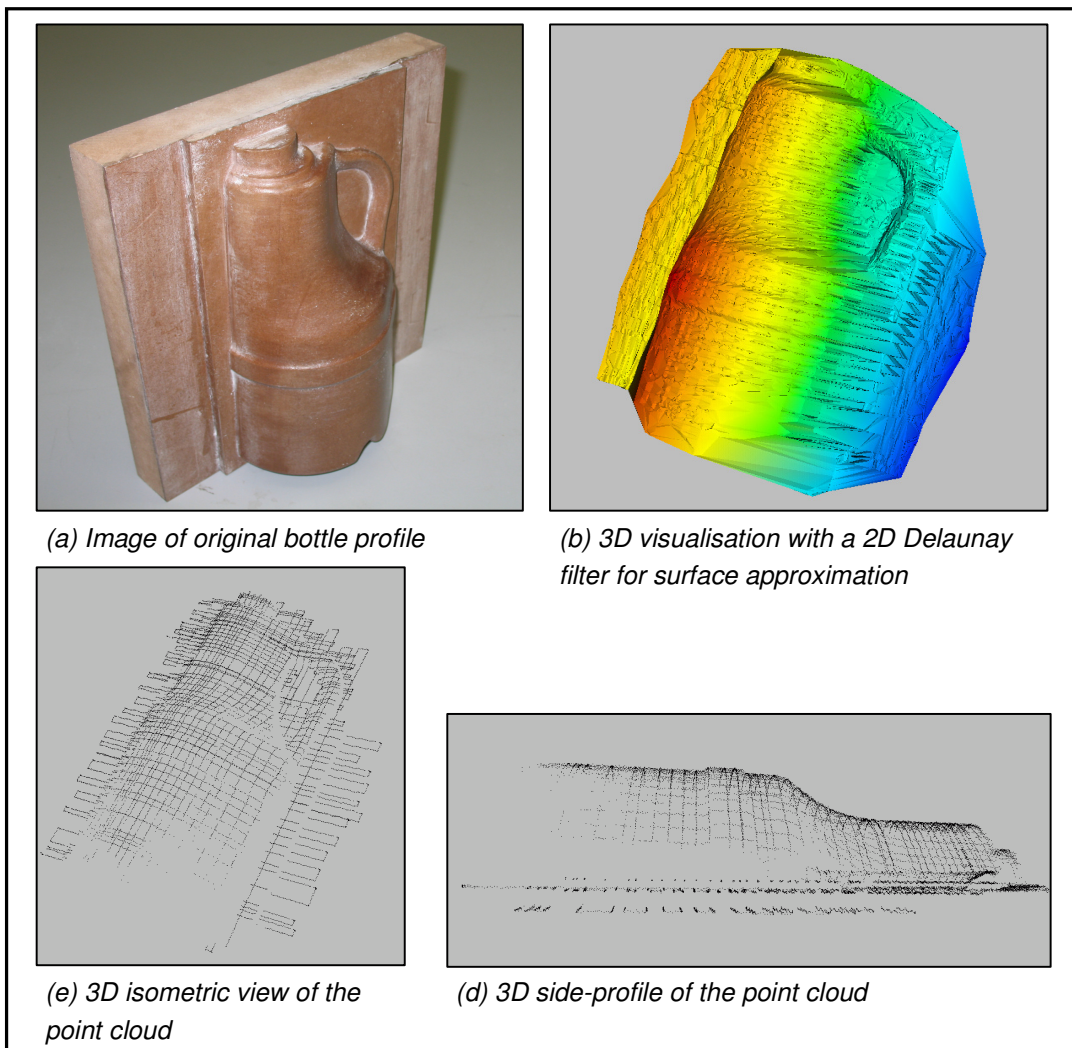 (a) Image of original bottle profile
(b) 3D visualisation with a 2D Delaunay
filter for surface approximation
(e) 3D isometric view of the
point cloud
(d) 3D side-profile of the point cloud